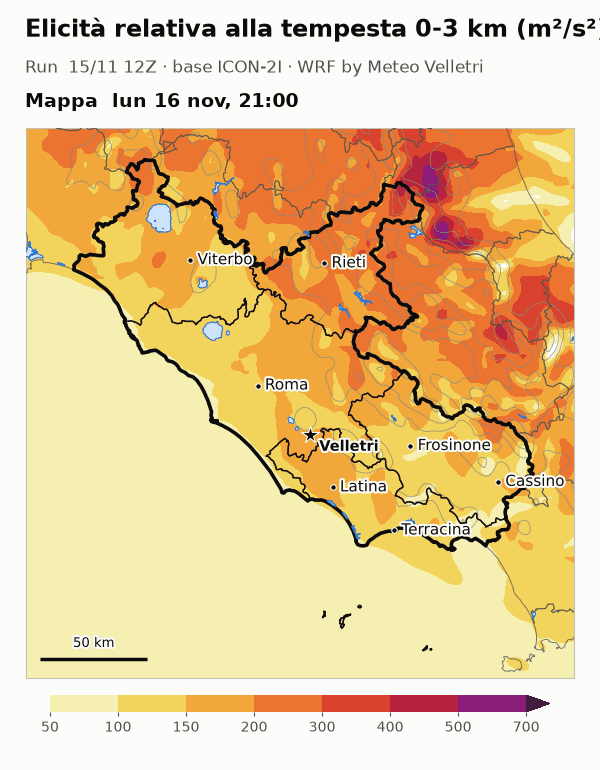 Elicità relativa alla tempesta 0-3 km (m²/s²)
Run 15/11 12Z · base ICON-2I · WRF by Meteo Velletri
Mappa lun 16 nov, 21:00
Viterbo
Rieti
Roma
Velletri
Frosinone
Cassino
Latina
Terracina
50 km
50 100 150 200 300 400 500 700